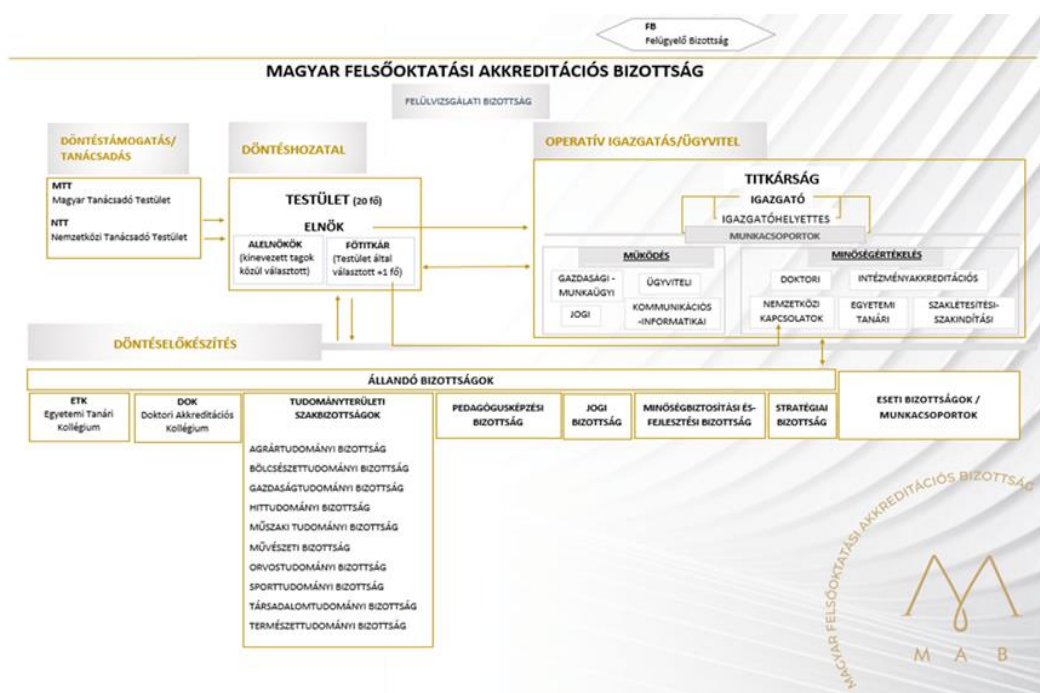 FB
Felügyelő Bizottság
MAGYAR FELSŐOKTATÁSI AKKREDITÁCIÓS BIZOTTSÁG
FELÜLVIZSGÁLATI BIZOTTSÁG
DÖNTÉSTÁMOGATÁS/
TANÁCSADÁS
MTT
Magyar Tanácsadó Testület
NTT
Nemzetközi Tanácsadó Testület
DÖNTÉSHOZATAL
TESTÜLET (20 fő)
ELNÖK
ALELNÖKÖK
(kinevezett tagok
közül választott)
FŐTITKÁR
(Testület által
választott +1 fő)
OPERATÍV IGAZGATÁS/ÜGYVITEL
TITKÁRSÁG
IGAZGATÓ
IGAZGATÓHELYETTES
MUNKACSOPORTOK
MŰKÖDÉS
GAZDASÁGI -
MUNKAÜGYI
ÜGYVITELI
JOGI
KOMMUNIKÁCIÓS
-INFORMATIKAI
MINŐSÉGÉRTÉKELÉS
DOKTORI
INTÉZMÉNYAKKREDITÁCIÓS
NEMZETKÖZI
KAPCSOLATOK
EGYETEMI
TANÁRI
SZAKLÉTESÍTÉSI-
SZAKINDÍTÁSI
DÖNTÉSELŐKÉSZÍTÉS
ÁLLANDÓ BIZOTTSÁGOK
ETK
Egyetemi Tanári
Kollégium
DOK
Doktori Akkreditációs
Kollégium
TUDOMÁNYTERÜLETI
SZAKBIZOTTSÁGOK
AGRÁRTUDOMÁNYI BIZOTTSÁG
BÖLCSÉSZETTUDOMÁNYI BIZOTTSÁG
GAZDASÁGTUDOMÁNYI BIZOTTSÁG
HITTUDOMÁNYI BIZOTTSÁG
MŰSZAKI TUDOMÁNYI BIZOTTSÁG
MŰVÉSZETI BIZOTTSÁG
ORVOSTUDOMÁNYI BIZOTTSÁG
SPORTTUDOMÁNYI BIZOTTSÁG
TÁRSADALOMTUDOMÁNYI BIZOTTSÁG
TERMÉSZETTUDOMÁNYI BIZOTTSÁG
PEDAGÓGUSKÉPZÉSI
BIZOTTSÁG
JOGI
BIZOTTSÁG
MINŐSÉGBIZTOSÍTÁSI ÉS-
FEJLESZTÉSI BIZOTTSÁG
STRATÉGIAI
BIZOTTSÁG
ESETI BIZOTTSÁGOK /
MUNKACSOPORTOK
MAGYAR FELSŐOKTATÁSI AKKREDITÁCIÓS BIZOTTSÁG
M A B